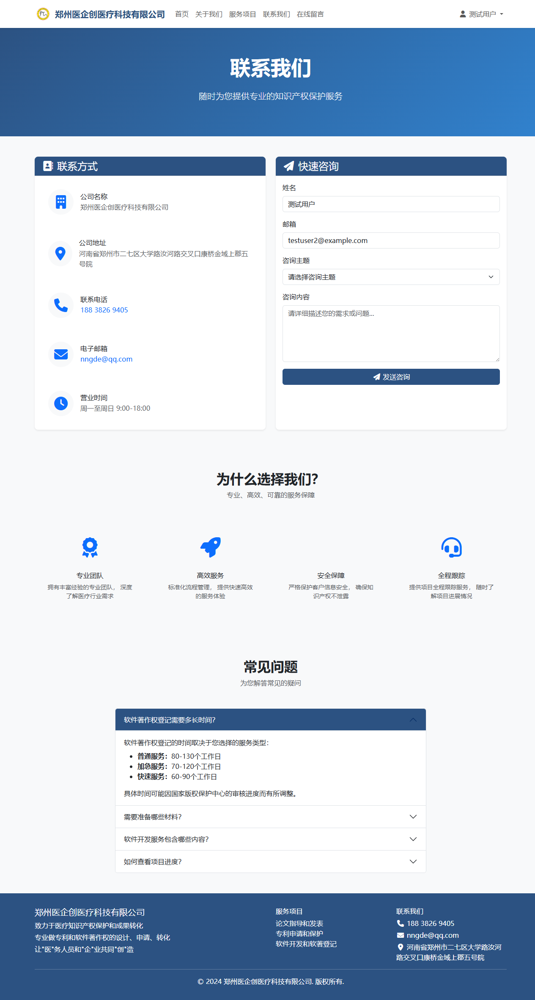 郑州医企创医疗科技有限公司 首页 关于我们 服务项目 联系我们 在线留言 测试用户
联系我们
随时为您提供专业的知识产权保护服务
联系方式
公司名称
郑州医企创医疗科技有限公司
公司地址
河南省郑州市二七区大学路汝河路交叉口康桥金域上郡五
号院
联系电话
188 3826 9405
电子邮箱
nngde@qq.com
营业时间
周一至周日 9:00-18:00
快速咨询
姓名
测试用户
邮箱
testuser2@example.com
咨询主题
请选择咨询主题
咨询内容
请详细描述您的需求或问题...
发送咨询
为什么选择我们?
专业、高效、可靠的服务保障
专业团队
拥有丰富经验的专业团队， 深度
了解医疗行业需求
高效服务
标准化流程管理， 提供快速高效
的服务体验
安全保障
严格保护客户信息安全， 确保知
识产权不泄露
全程跟踪
提供项目全程跟踪服务， 随时了
解项目进展情况
常见问题
为您解答常见的疑问
软件著作权登记需要多长时间?
软件著作权登记的时间取决于您选择的服务类型：
普通服务：80-130个工作日
加急服务：70-120个工作日
快速服务：60-90个工作日
具体时间可能因国家版权保护中心的审核进度而有所调整。
需要准备哪些材料?
软件开发服务包含哪些内容?
如何查看项目进度?
郑州医企创医疗科技有限公司
致力于医疗知识产权保护和成果转化
专业做专利和软件著作权的设计、申请、转化
让"医"务人员和"企"业共同"创"造
服务项目
论文指导和发表
专利申请和保护
软件开发和软著登记
联系我们
188 3826 9405
nngde@qq.com
河南省郑州市二七区大学路汝河
路交叉口康桥金域上郡五号院
© 2024 郑州医企创医疗科技有限公司. 版权所有.